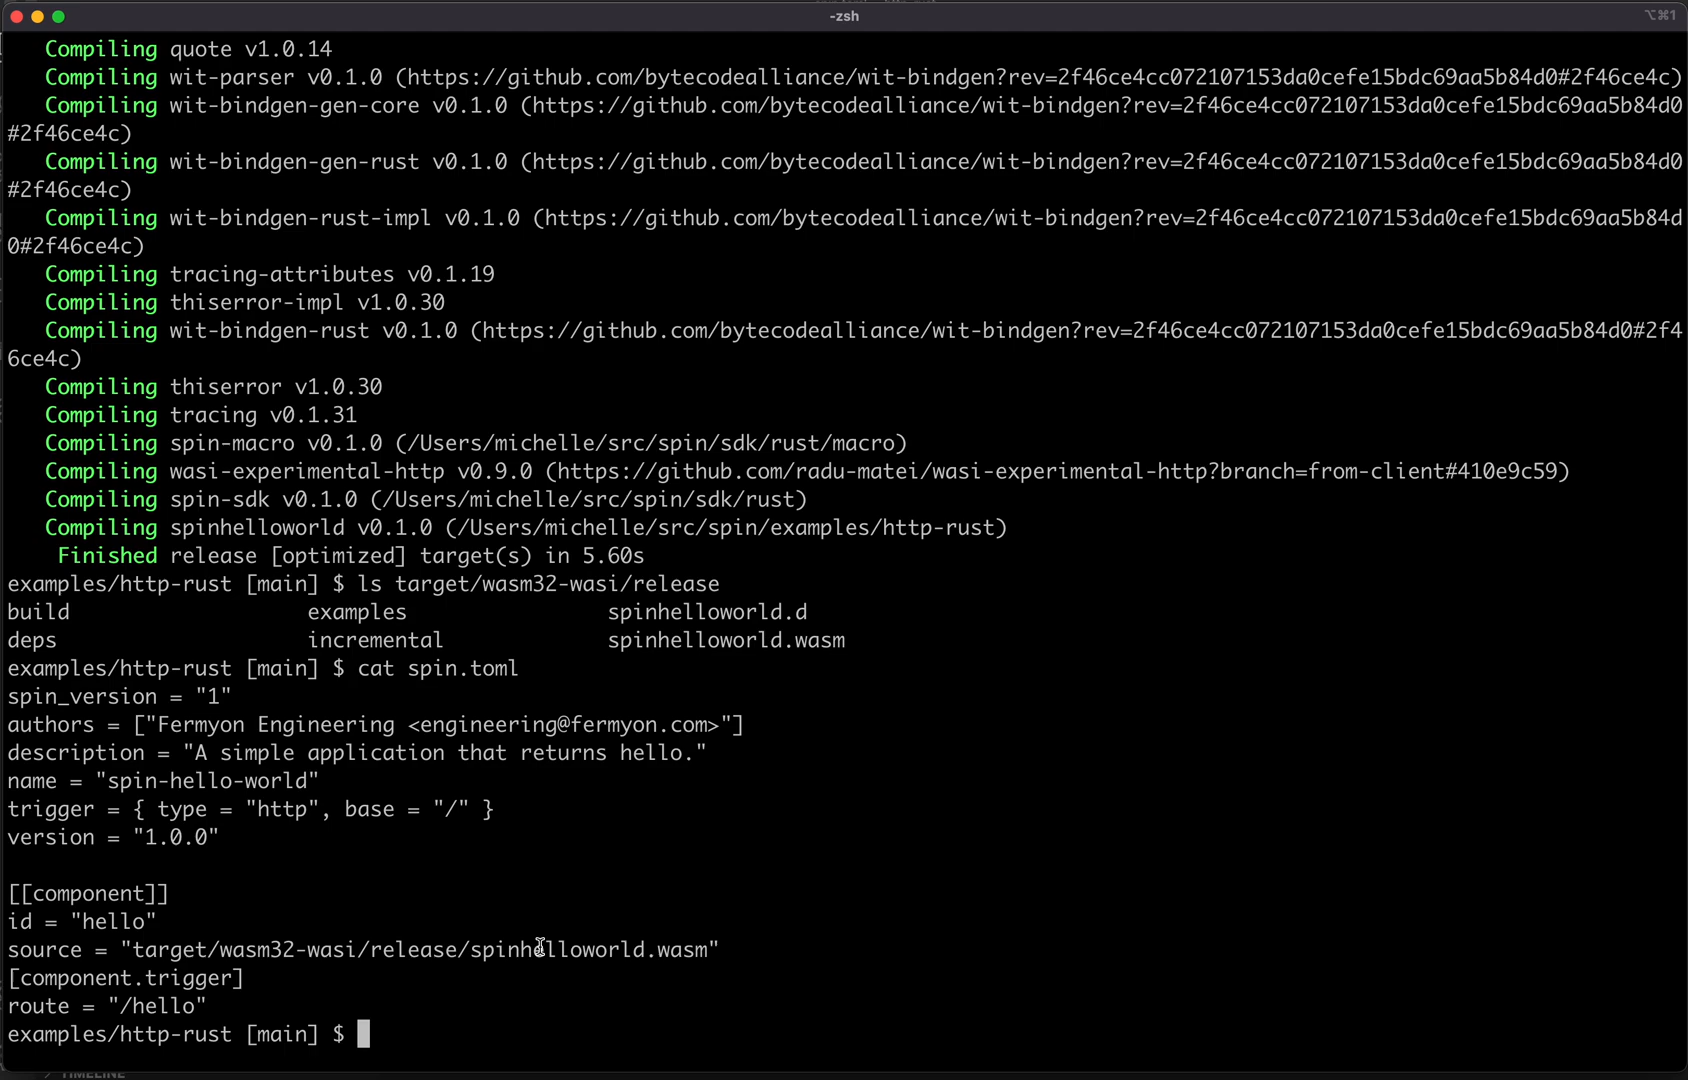 -zsh
⌥⌘1
Compiling quote v1.0.14
Compiling wit-parser v0.1.0 (https://github.com/bytecodealliance/wit-bindgen?rev=2f46ce4cc072107153da0cefe15bdc69aa5b84d0#2f46ce4c)
Compiling wit-bindgen-gen-core v0.1.0 (https://github.com/bytecodealliance/wit-bindgen?rev=2f46ce4cc072107153da0cefe15bdc69aa5b84d0
#2f46ce4c)
Compiling wit-bindgen-gen-rust v0.1.0 (https://github.com/bytecodealliance/wit-bindgen?rev=2f46ce4cc072107153da0cefe15bdc69aa5b84d0
#2f46ce4c)
Compiling wit-bindgen-rust-impl v0.1.0 (https://github.com/bytecodealliance/wit-bindgen?rev=2f46ce4cc072107153da0cefe15bdc69aa5b84d
0#2f46ce4c)
Compiling tracing-attributes v0.1.19
Compiling thiserror-impl v1.0.30
Compiling wit-bindgen-rust v0.1.0 (https://github.com/bytecodealliance/wit-bindgen?rev=2f46ce4cc072107153da0cefe15bdc69aa5b84d0#2f4
6ce4c)
Compiling thiserror v1.0.30
Compiling tracing v0.1.31
Compiling spin-macro v0.1.0 (/Users/michelle/src/spin/sdk/rust/macro)
Compiling wasi-experimental-http v0.9.0 (https://github.com/radu-matei/wasi-experimental-http?branch=from-client#410e9c59)
Compiling spin-sdk v0.1.0 (/Users/michelle/src/spin/sdk/rust)
Compiling spinhelloworld v0.1.0 (/Users/michelle/src/spin/examples/http-rust)
Finished release [optimized] target(s) in 5.60s
examples/http-rust [main] $ ls target/wasm32-wasi/release
build examples spinhelloworld.d
deps incremental spinhelloworld.wasm
examples/http-rust [main] $ cat spin.toml
spin_version = "1"
authors = ["Fermyon Engineering <engineering@fermyon.com>"]
description = "A simple application that returns hello."
name = "spin-hello-world"
trigger = { type = "http", base = "/" }
version = "1.0.0"
[[component]]
id = "hello"
source = "target/wasm32-wasi/release/spinhelloworld.wasm"
[component.trigger]
route = "/hello"
examples/http-rust [main] $
TIMELINE